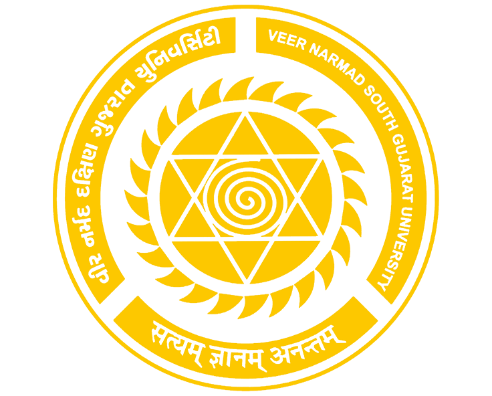 વીર નર્મદ દક્ષિણ ગુજરાત યુનિવર્સિટી
VEER NARMAD SOUTH GUJARAT UNIVERSITY
सत्यम् ज्ञानम् अनन्तम्